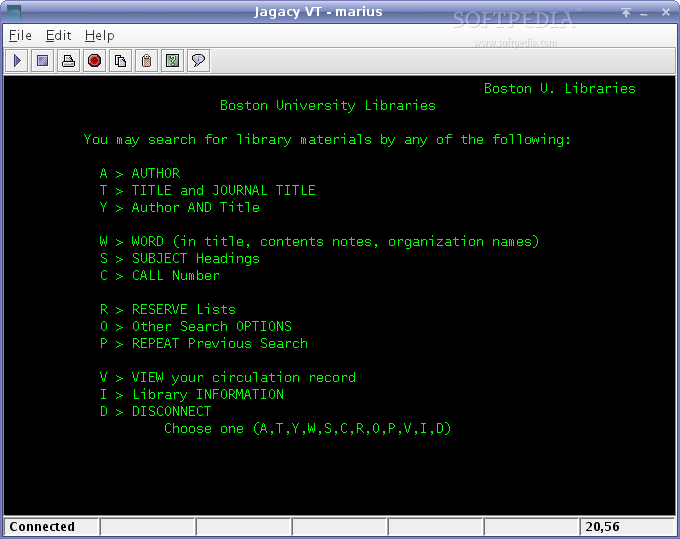 Jagacy VT - marius
SOFTPEDIA
www.softpedia.com
File Edit Help
Boston U. Libraries
Boston University Libraries
You may search for library materials by any of the following:
A > AUTHOR
T > TITLE and JOURNAL TITLE
Y > Author AND Title
W > WORD (in title, contents notes, organization names)
S > SUBJECT Headings
C > CALL Number
R > RESERVE Lists
O > Other Search OPTIONS
P > REPEAT Previous Search
V > VIEW your circulation record
I > Library INFORMATION
D > DISCONNECT
Choose one (A,T,Y,W,S,C,R,O,P,V,I,D)
Connected 20,56